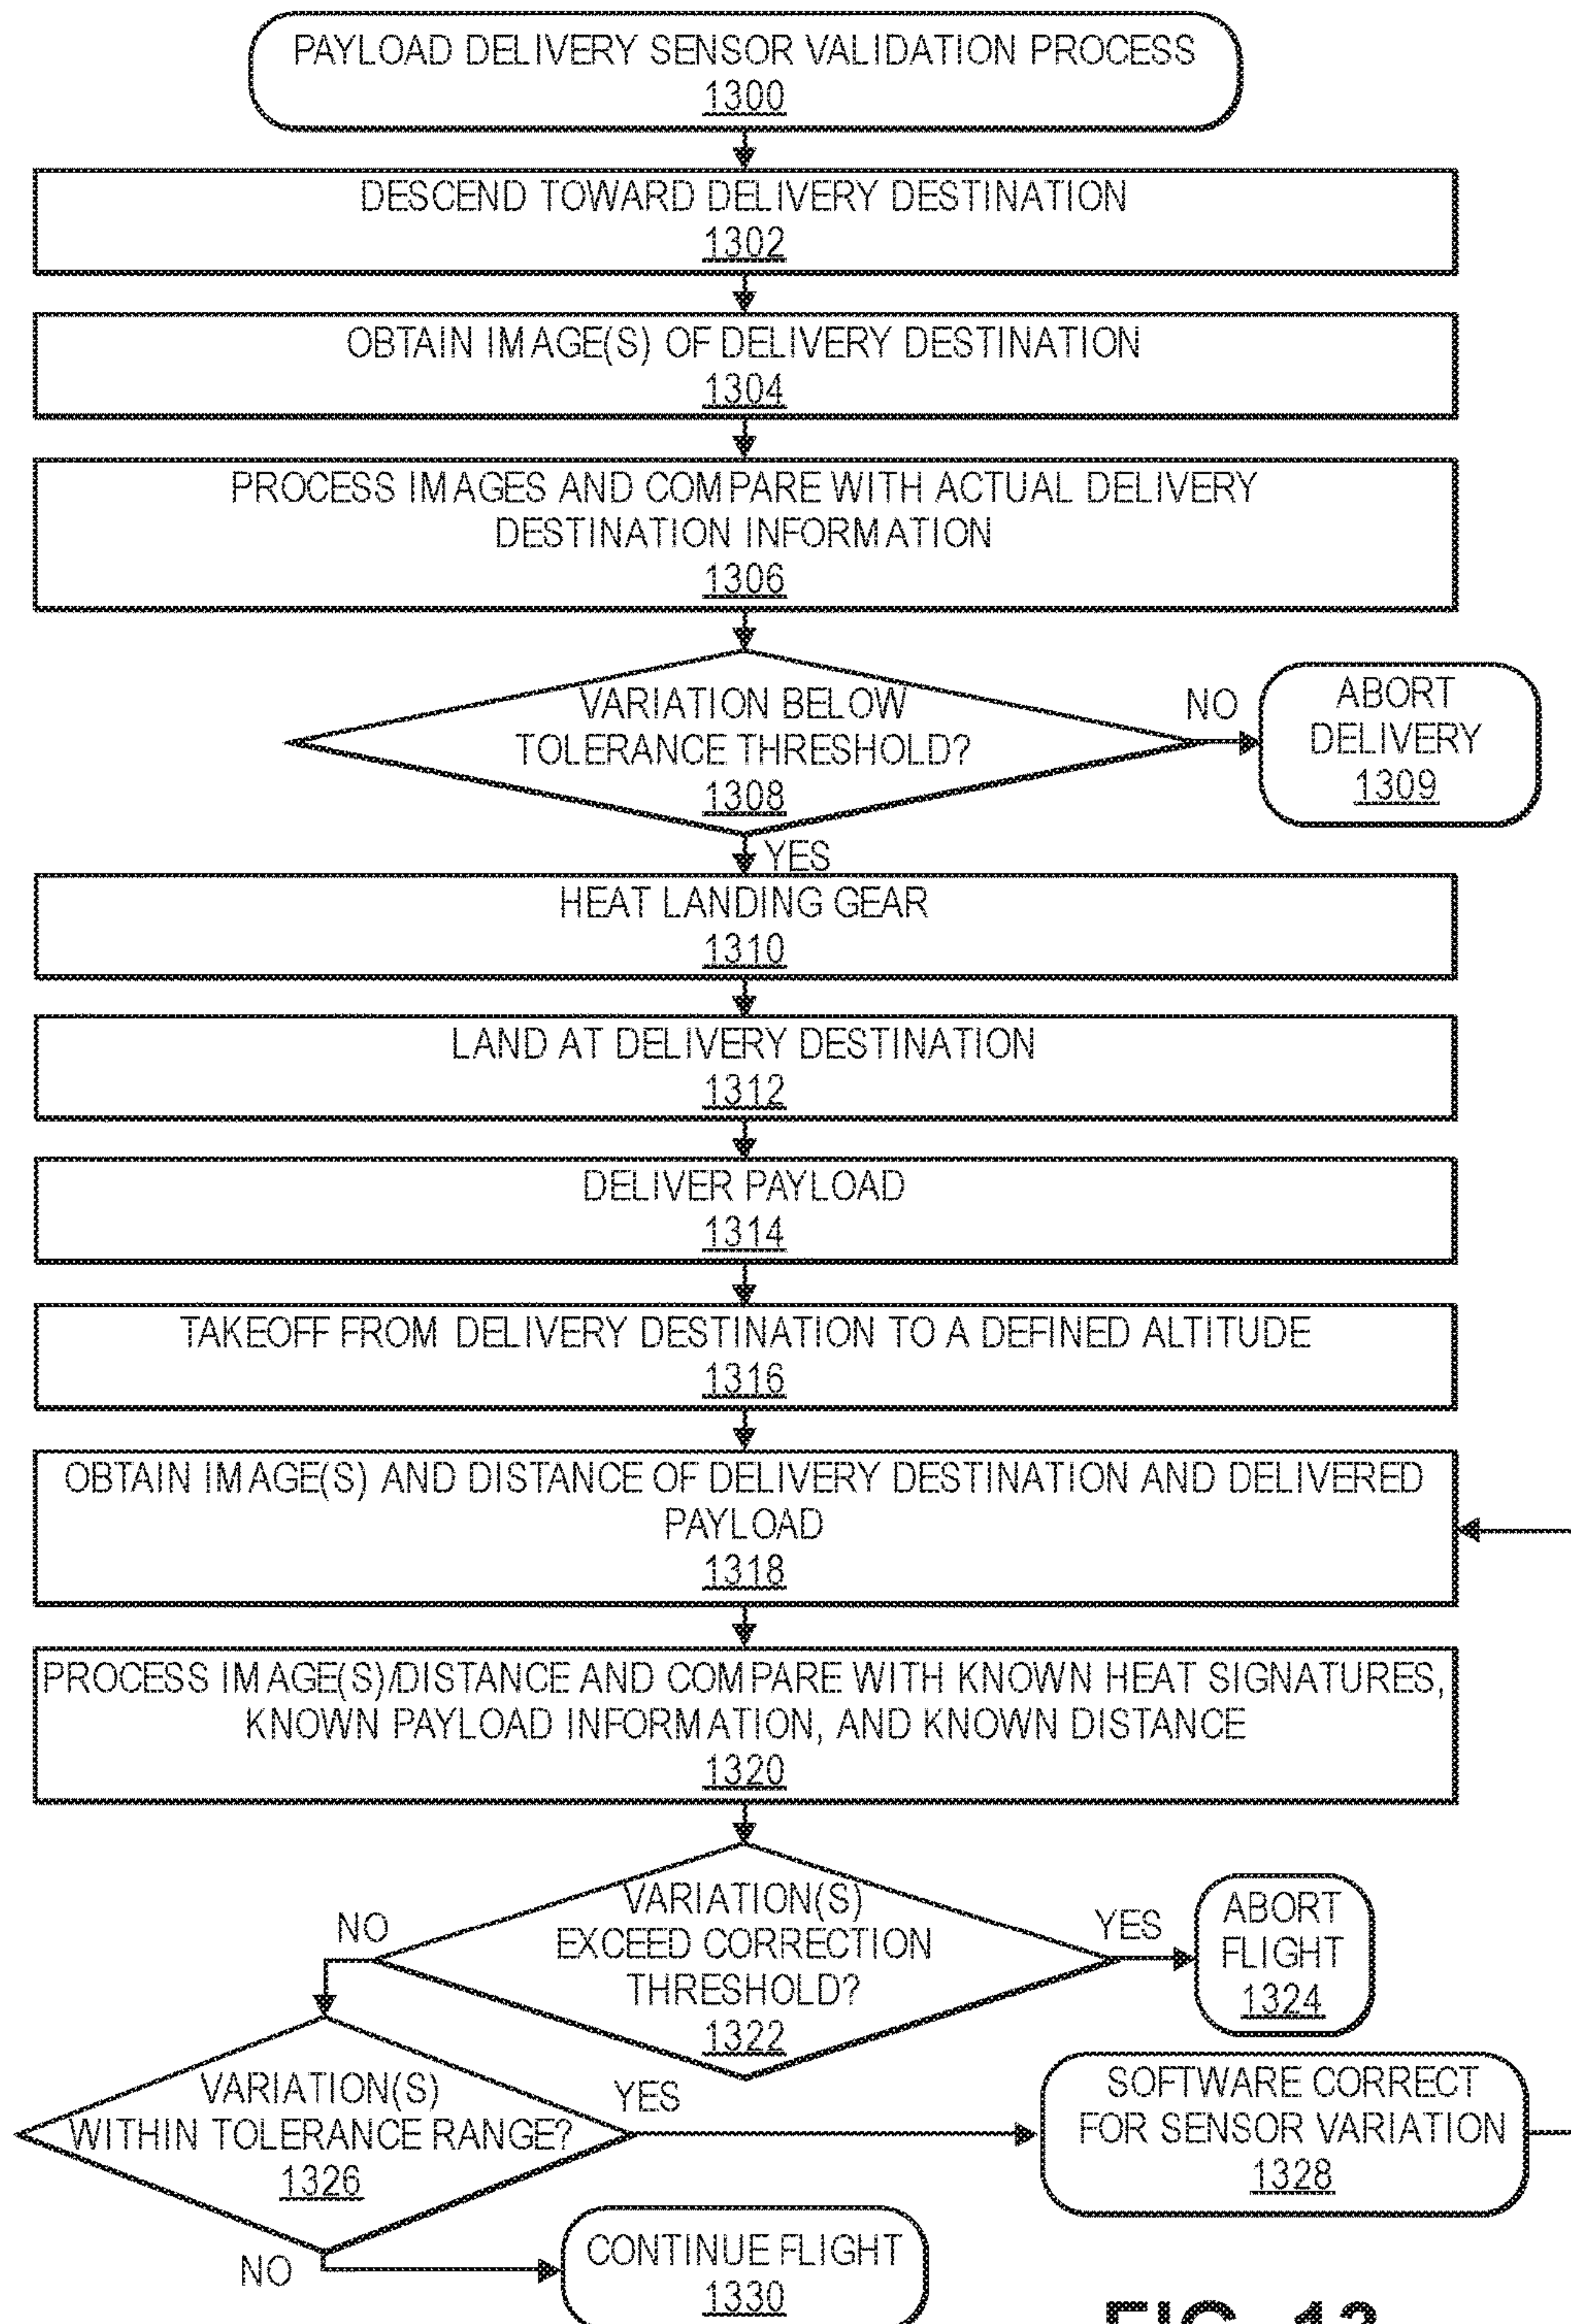 PAYLOAD DELIVERY SENSOR VALIDATION PROCESS
1300
DESCEND TOWARD DELIVERY DESTINATION
1302
OBTAIN IMAGE(S) OF DELIVERY DESTINATION
1304
PROCESS IMAGES AND COMPARE WITH ACTUAL DELIVERY
DESTINATION INFORMATION
1306
VARIATION BELOW
TOLERANCE THRESHOLD?
1308
NO
ABORT
DELIVERY
1309
YES
HEAT LANDING GEAR
1310
LAND AT DELIVERY DESTINATION
1312
DELIVER PAYLOAD
1314
TAKEOFF FROM DELIVERY DESTINATION TO A DEFINED ALTITUDE
1316
OBTAIN IMAGE(S) AND DISTANCE OF DELIVERY DESTINATION AND DELIVERED
PAYLOAD
1318
PROCESS IMAGE(S)/DISTANCE AND COMPARE WITH KNOWN HEAT SIGNATURES,
KNOWN PAYLOAD INFORMATION, AND KNOWN DISTANCE
1320
VARIATION(S)
EXCEED CORRECTION
THRESHOLD?
1322
NO
YES
ABORT
FLIGHT
1324
VARIATION(S)
WITHIN TOLERANCE RANGE?
1326
YES
SOFTWARE CORRECT
FOR SENSOR VARIATION
1328
NO
CONTINUE FLIGHT
1330
FIG. 13